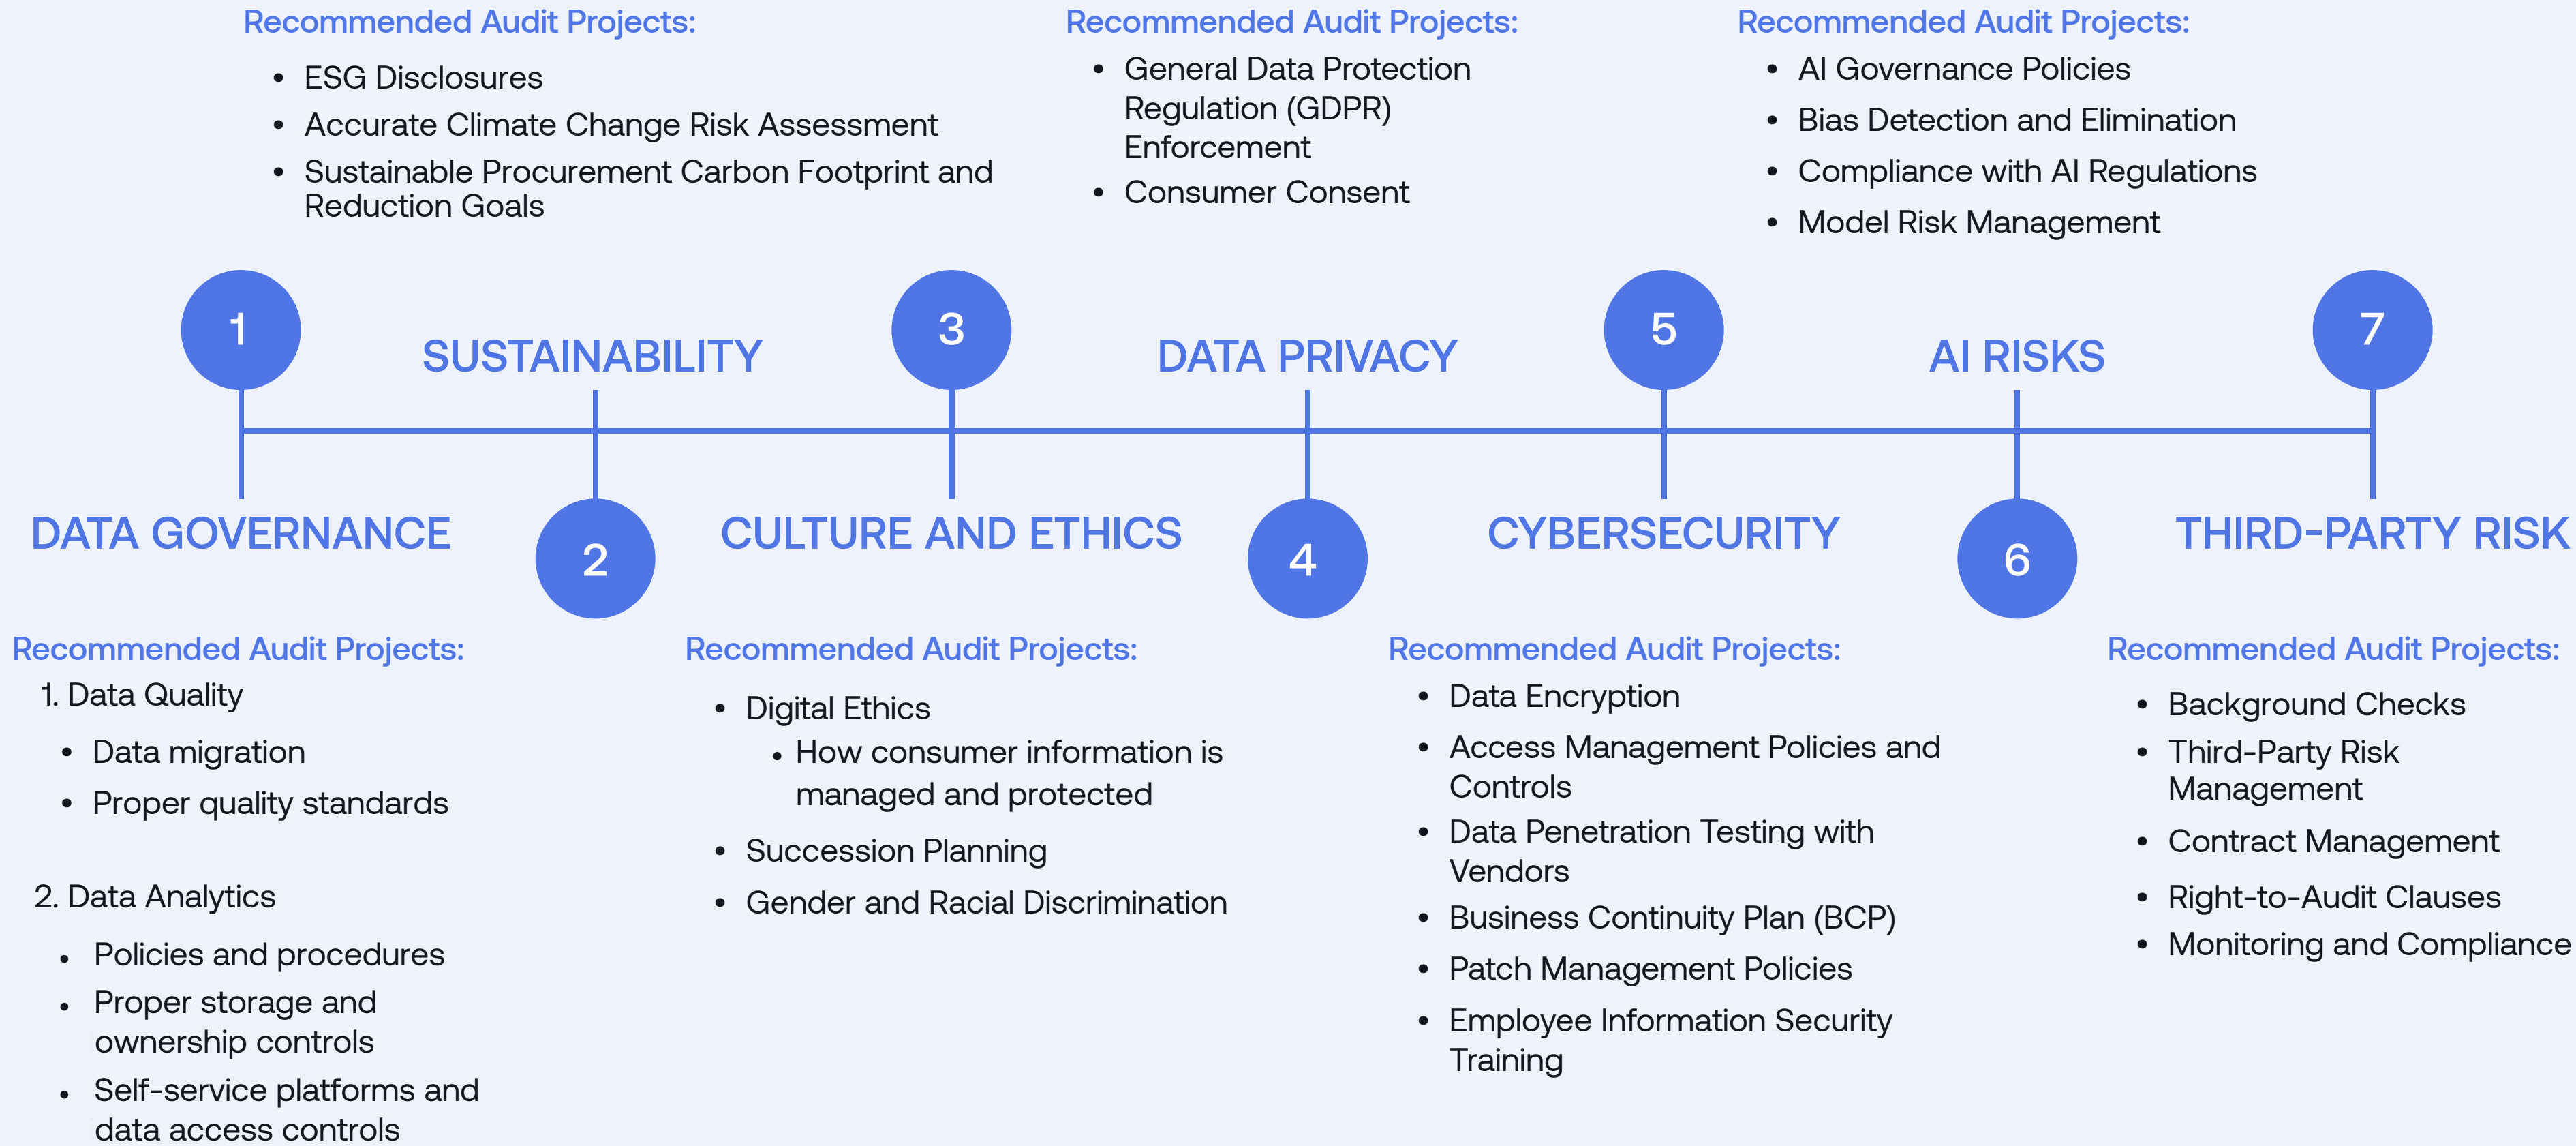 Recommended Audit Projects:
• ESG Disclosures
• Accurate Climate Change Risk Assessment
• Sustainable Procurement Carbon Footprint and
Reduction Goals
Recommended Audit Projects:
• General Data Protection
Regulation (GDPR)
Enforcement
• Consumer Consent
Recommended Audit Projects:
• AI Governance Policies
• Bias Detection and Elimination
• Compliance with AI Regulations
• Model Risk Management
1
SUSTAINABILITY
3
DATA PRIVACY
5
AI RISKS
7
DATA GOVERNANCE
2
CULTURE AND ETHICS
4
CYBERSECURITY
6
THIRD-PARTY RISK
Recommended Audit Projects:
1. Data Quality
• Data migration
• Proper quality standards
2. Data Analytics
• Policies and procedures
• Proper storage and
ownership controls
• Self-service platforms and
data access controls
Recommended Audit Projects:
• Digital Ethics
• How consumer information is
managed and protected
• Succession Planning
• Gender and Racial Discrimination
Recommended Audit Projects:
• Data Encryption
• Access Management Policies and
Controls
• Data Penetration Testing with
Vendors
• Business Continuity Plan (BCP)
• Patch Management Policies
• Employee Information Security
Training
Recommended Audit Projects:
• Background Checks
• Third-Party Risk
Management
• Contract Management
• Right-to-Audit Clauses
• Monitoring and Compliance